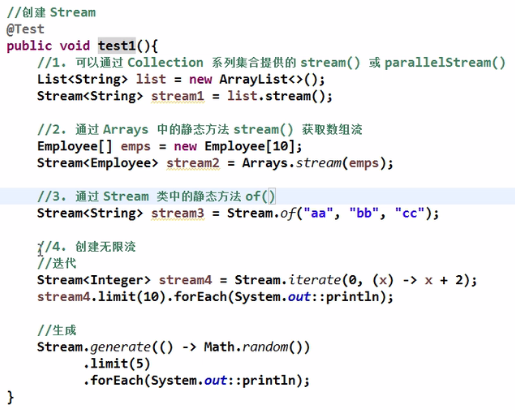 //创建 Stream
@Test
public void test1(){
//1. 可以通过 Collection 系列集合提供的 stream() 或 parallelStream()
List<String> list = new ArrayList<>();
Stream<String> stream1 = list.stream();
//2. 通过 Arrays 中的静态方法 stream() 获取数组流
Employee[] emps = new Employee[10];
Stream<Employee> stream2 = Arrays.stream(emps);
//3. 通过 Stream 类中的静态方法 of()
Stream<String> stream3 = Stream.of("aa", "bb", "cc");
//4. 创建无限流
//迭代
Stream<Integer> stream4 = Stream.iterate(0, (x) -> x + 2);
stream4.limit(10).forEach(System.out::println);
//生成
Stream.generate(() -> Math.random())
.limit(5)
.forEach(System.out::println);
}